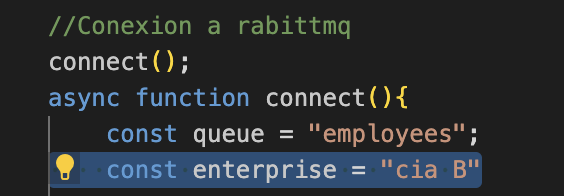 //Conexion a rabittmq
connect();
async function connect(){
const queue = "employees";
const enterprise = "cia B"